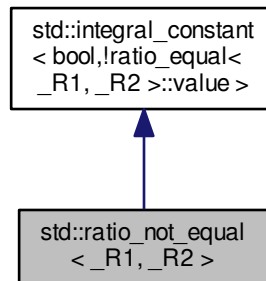 std::integral_constant
< bool,!ratio_equal<
_R1, _R2 >::value >
std::ratio_not_equal
< _R1, _R2 >